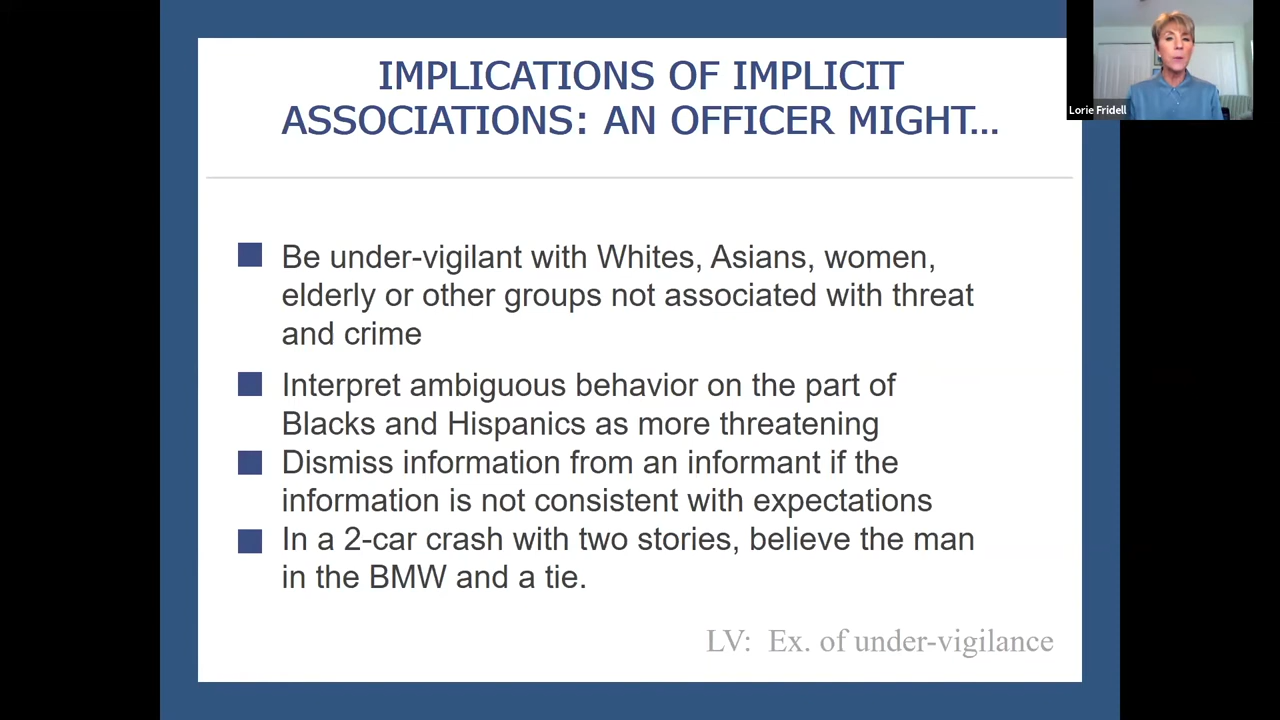 IMPLICATIONS OF IMPLICIT
ASSOCIATIONS: AN OFFICER MIGHT...
Lorie Fridell
Be under-vigilant with Whites, Asians, women,
elderly or other groups not associated with threat
and crime
Interpret ambiguous behavior on the part of
Blacks and Hispanics as more threatening
Dismiss information from an informant if the
information is not consistent with expectations
In a 2-car crash with two stories, believe the man
in the BMW and a tie.
LV: Ex. of under-vigilance